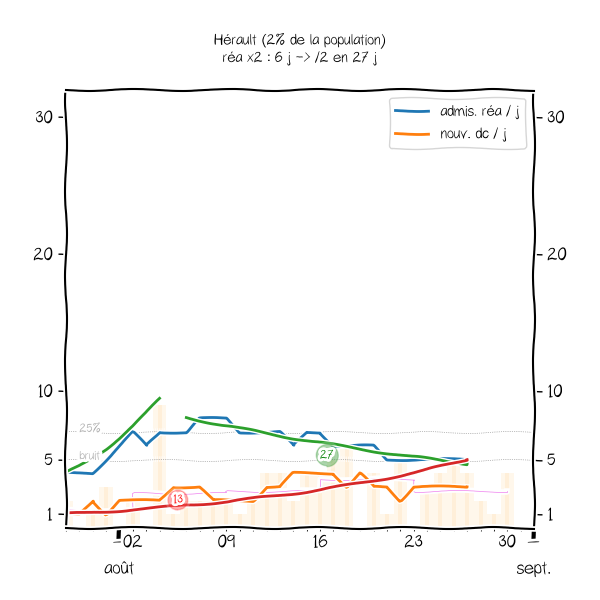 Hérault (2% de la population)
réa x2 : 6 j -> /2 en 27 j
admis. réa / j
nouv. dc / j
30
30
20
20
10
10
25%
bruit
5
5
27
13
1
1
02
09
16
23
30
août
sept.